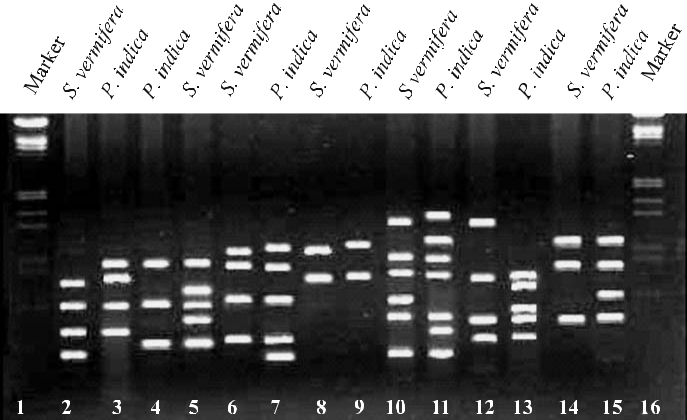 Marker
S. vermifera
P. indica
P. indica
S. vermifera
S. vermifera
P. indica
S. vermifera
P. indica
S vermifera
P. indica
S. vermifera
P. indica
S. vermifera
P. indica
Marker
1 2 3 4 5 6 7 8 9 10 11 12 13 14 15 16